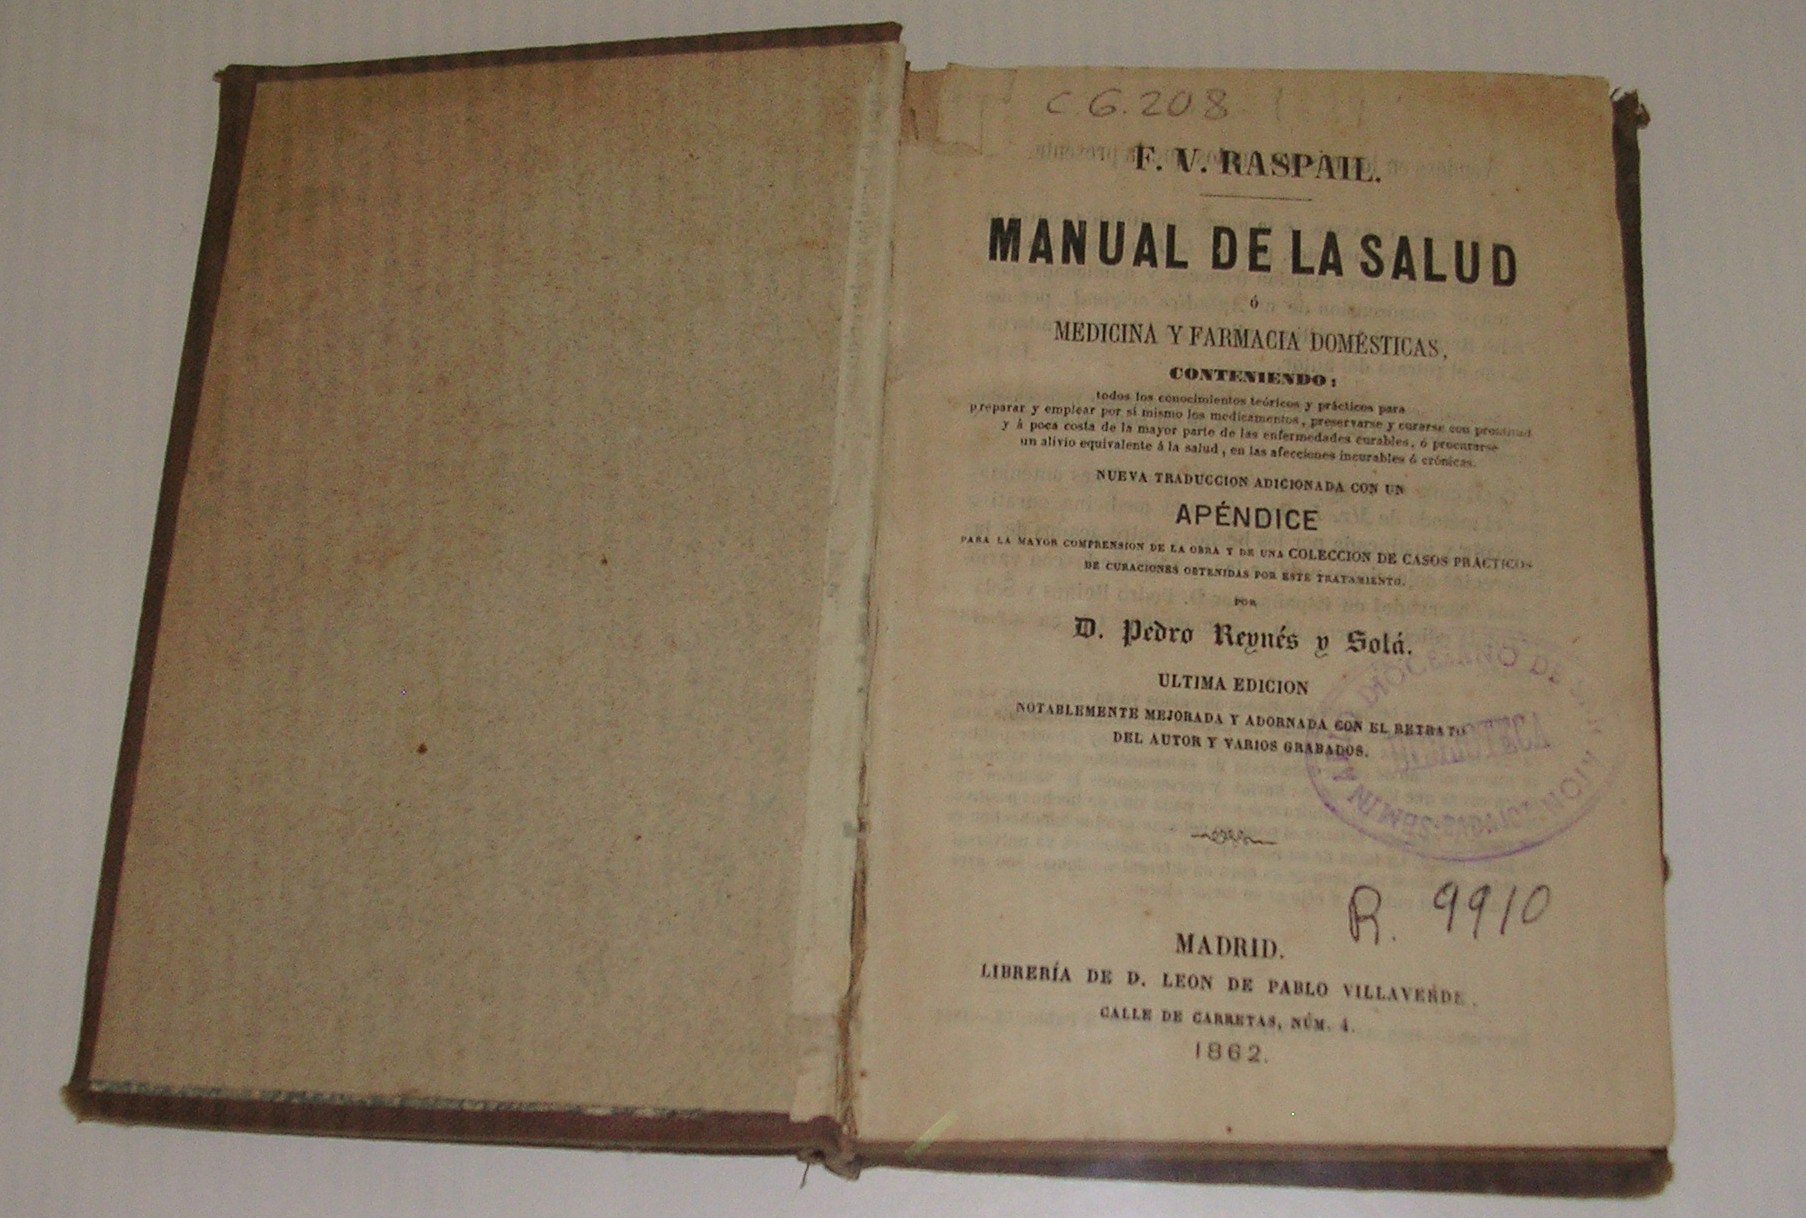 C G. 208
F. V. RASPAIL.
MANUAL DE LA SALUD
ó
MEDICINA Y FARMACIA DOMÉSTICAS,
CONTENIENDO:
todos los conocimientos teóricos y prácticos para
preparar y emplear por sí mismo los medicamentos, preservarse y curarse con prontitud
y á poca costa de la mayor parte de las enfermedades curables, ó procurarse
un alivio equivalente á la salud, en las afecciones incurables ó crónicas.
NUEVA TRADUCCION ADICIONADA CON UN
APÉNDICE
PARA LA MAYOR COMPRENSION DE LA OBRA Y DE UNA COLECCION DE CASOS PRÁCTICOS
DE CURACIONES OBTENIDAS POR ESTE TRATAMIENTO.
POR
D. Pedro Reynés y Solá.
ULTIMA EDICION
NOTABLEMENTE MEJORADA Y ADORNADA CON EL RETRATO
DEL AUTOR Y VARIOS GRABADOS.
DIOCESANO DE
BIBLIOTECA
R. 9910
MADRID.
LIBRERÍA DE D. LEON DE PABLO VILLAVERDE.
CALLE DE CARRETAS, NÚM. 4.
1862.